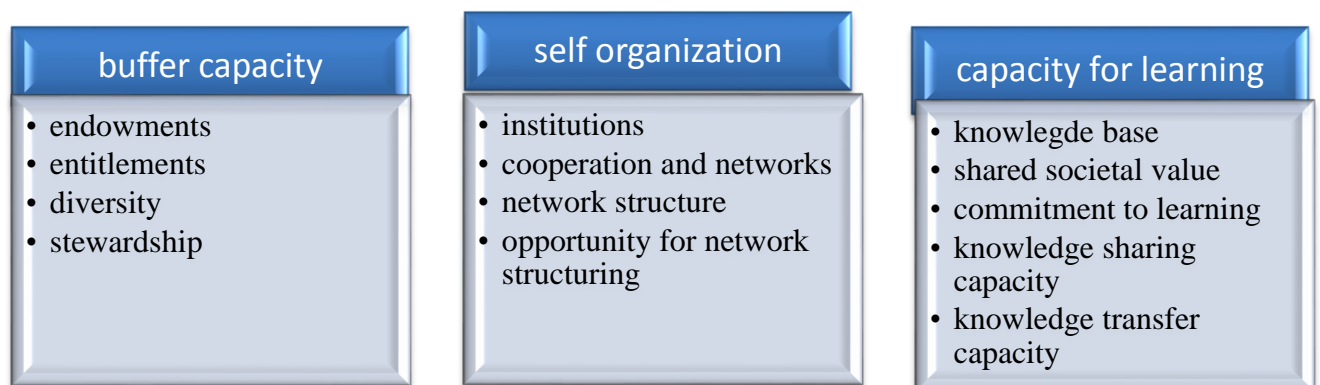 buffer capacity
• endowments
• entitlements
• diversity
• stewardship
self organization
• institutions
• cooperation and networks
• network structure
• opportunity for network
structuring
capacity for learning
• knowlegde base
• shared societal value
• commitment to learning
• knowledge sharing
capacity
• knowledge transfer
capacity